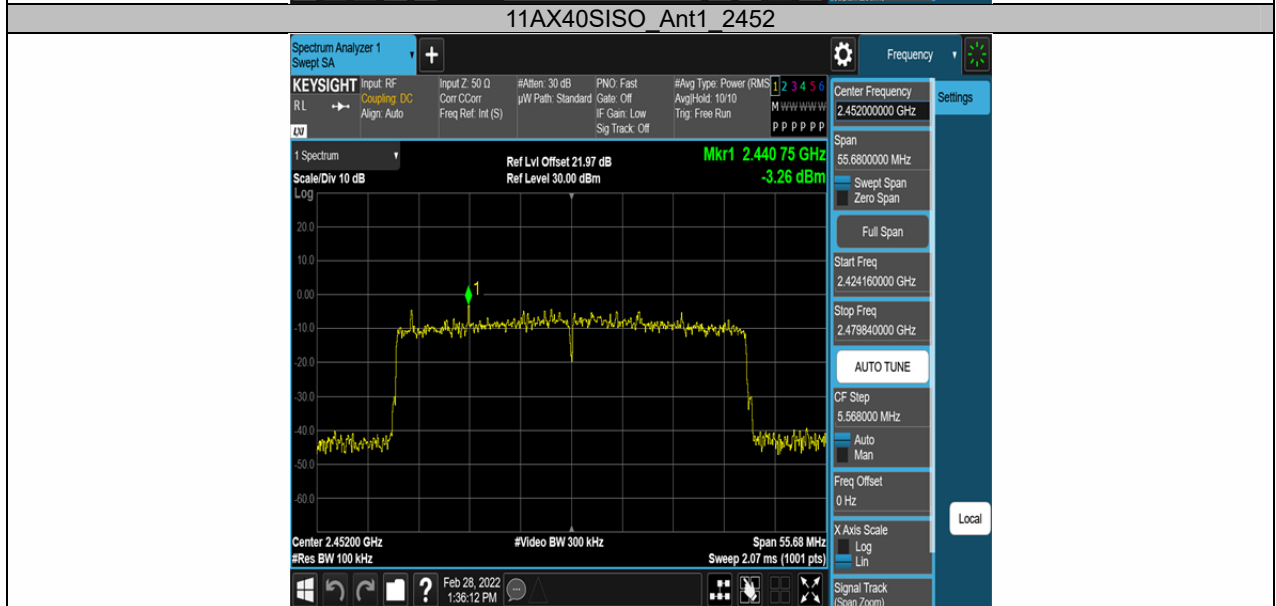 11AX40SISO_Ant1_2452
Spectrum Analyzer 1
Swept SA
+
Frequency
KEYSIGHT
RL
LXI
Input: RF
Coupling: DC
Align: Auto
Input Z: 50 Ω
Corr CCorr
Freq Ref: Int (S)
#Atten: 30 dB
µW Path: Standard
PNO: Fast
Gate: Off
IF Gain: Low
Sig Track: Off
#Avg Type: Power (RMS
Avg|Hold: 10/10
Trig: Free Run
1 2 3 4 5 6
M W W W W W
P P P P P P
1 Spectrum
Scale/Div 10 dB
Log
Ref Lvl Offset 21.97 dB
Ref Level 30.00 dBm
Mkr1 2.440 75 GHz
-3.26 dBm
20.0
10.0
0.00
-10.0
-20.0
-30.0
-40.0
-50.0
-60.0
1
Center 2.45200 GHz
#Res BW 100 kHz
#Video BW 300 kHz
Span 55.68 MHz
Sweep 2.07 ms (1001 pts)
?
Feb 28, 2022
1:36:12 PM
Center Frequency
2.452000000 GHz
Settings
Span
55.6800000 MHz
Swept Span
Zero Span
Full Span
Start Freq
2.424160000 GHz
Stop Freq
2.479840000 GHz
AUTO TUNE
CF Step
5.568000 MHz
Auto
Man
Freq Offset
0 Hz
Local
X Axis Scale
Log
Lin
Signal Track
(Span Zoom)